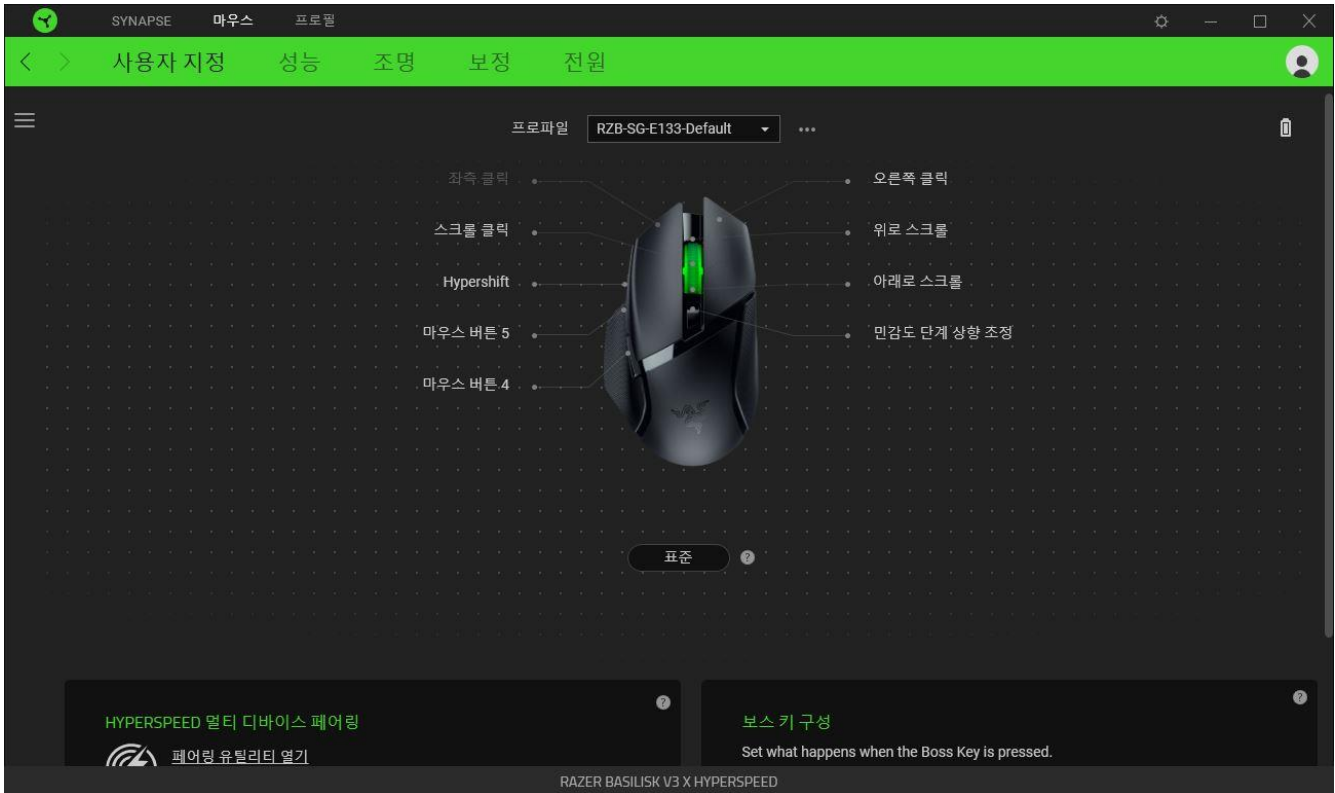 SYNAPSE 마우스 프로필
사용자 지정 성능 조명 보정 전원
프로파일 RZB-SG-E133-Default
좌측 클릭
스크롤 클릭
Hypershift
마우스 버튼 5
마우스 버튼 4
오른쪽 클릭
위로 스크롤
아래로 스크롤
민감도 단계 상향 조정
표준 ?
HYPERSPEED 멀티 디바이스 페어링 ?
페어링 유틸리티 열기
보스 키 구성 ?
Set what happens when the Boss Key is pressed.
RAZER BASILISK V3 X HYPERSPEED